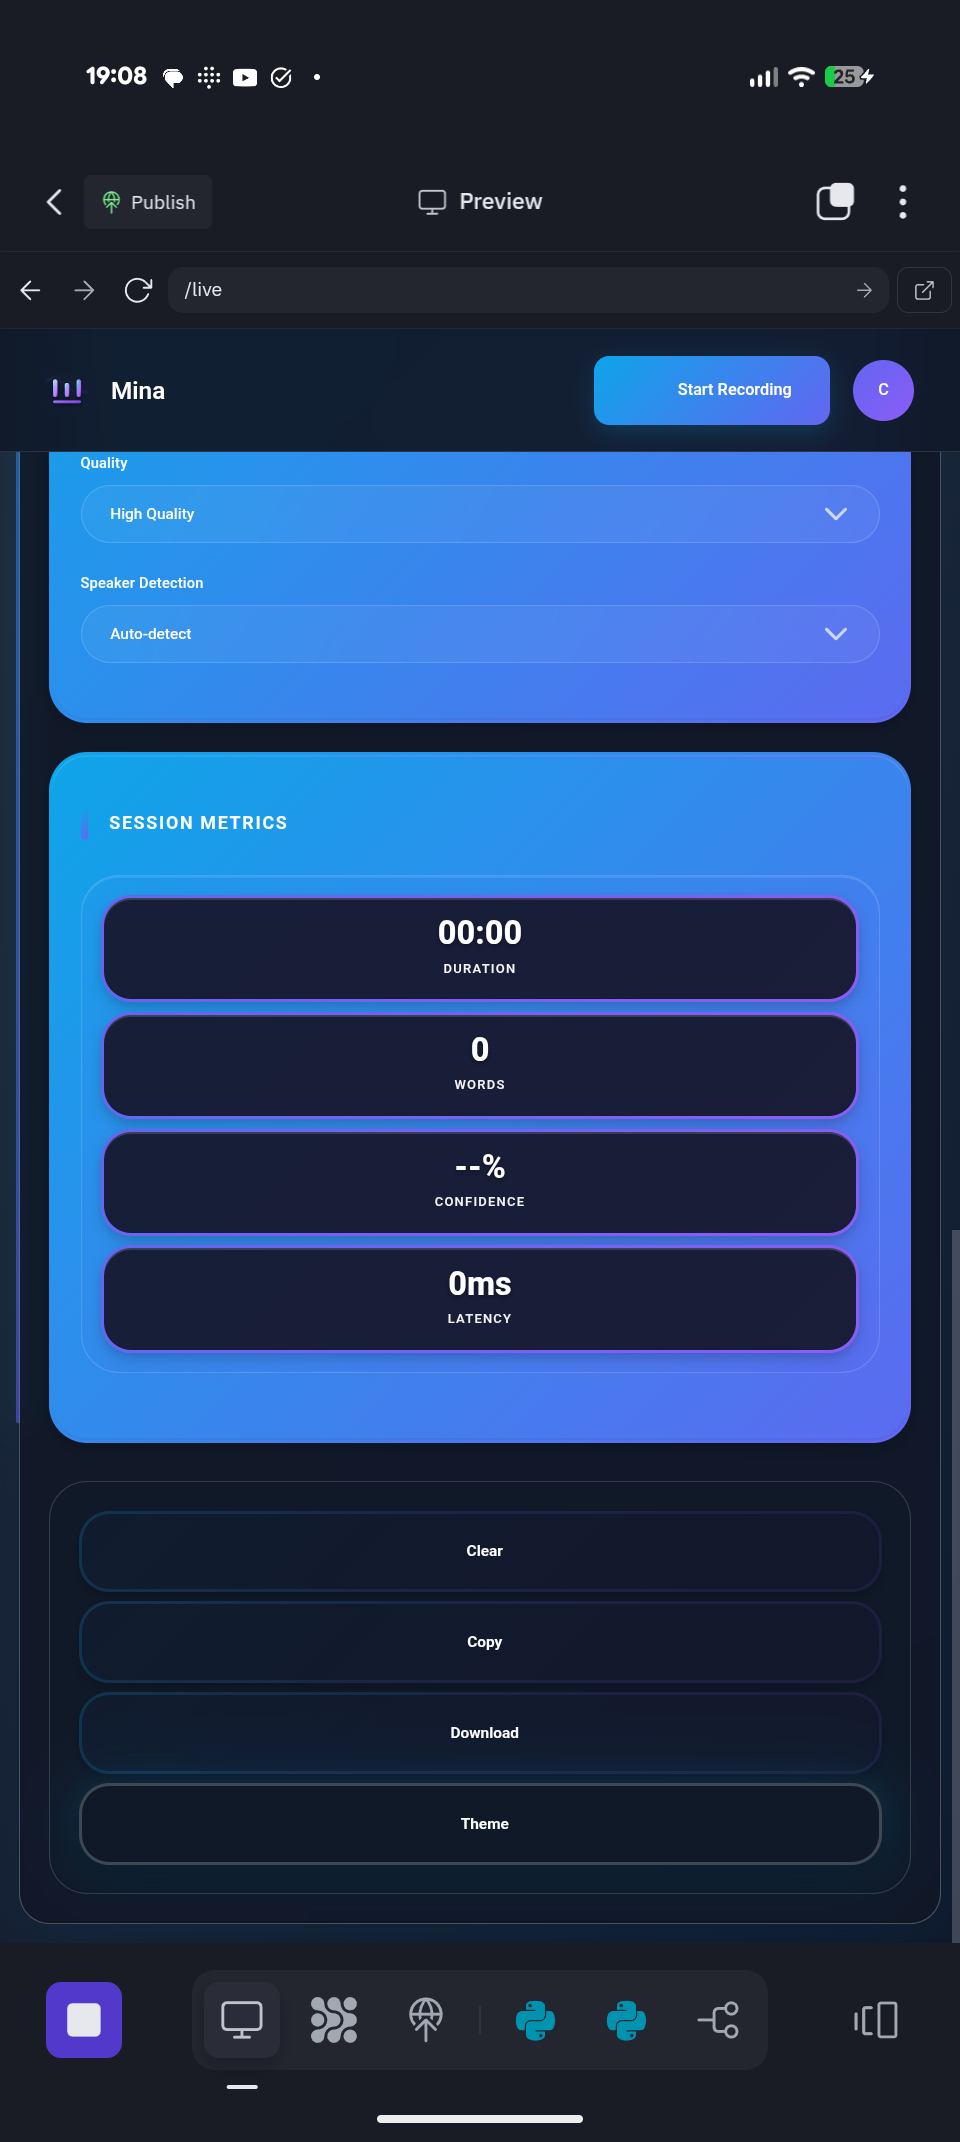 19:08
25
Publish
Preview
/live
Mina
Start Recording
C
Quality
High Quality
Speaker Detection
Auto-detect
SESSION METRICS
00:00
DURATION
0
WORDS
--%
CONFIDENCE
0ms
LATENCY
Clear
Copy
Download
Theme